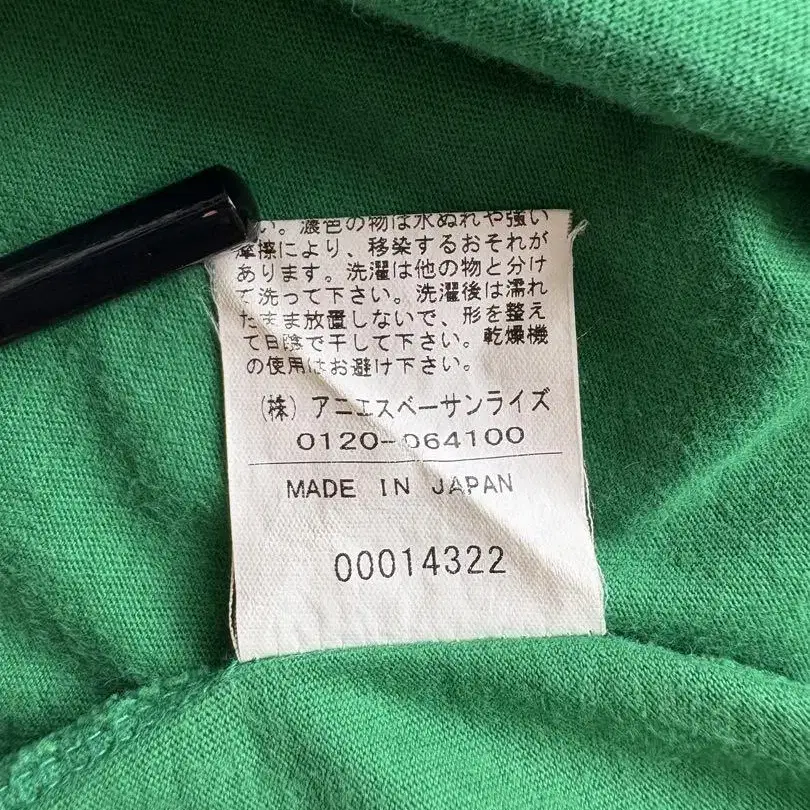 い。濃色の物は水ぬれや強い
摩擦により、移染するおそれが
あります。洗濯は他の物と分け
て洗って下さい。洗濯後は濡れ
たまま放置しないで、形を整え
て日陰で干して下さい。乾燥機
の使用はお避け下さい。
(株)アニエスベーサンライズ
0120-064100
MADE IN JAPAN
00014322